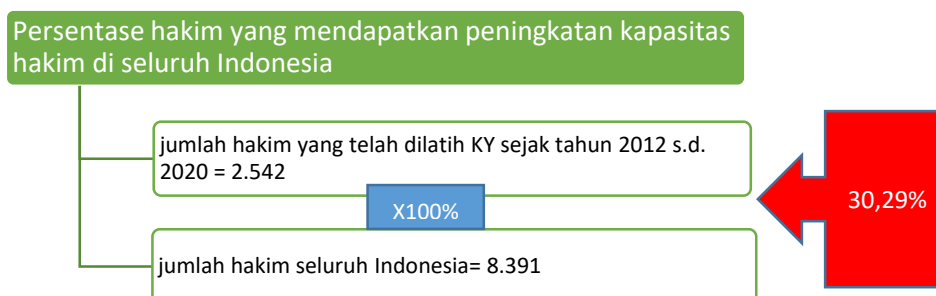 Persentase hakim yang mendapatkan peningkatan kapasitas
hakim di seluruh Indonesia
jumlah hakim yang telah dilatih KY sejak tahun 2012 s.d.
2020 = 2.542
X100%
30,29%
jumlah hakim seluruh Indonesia= 8.391